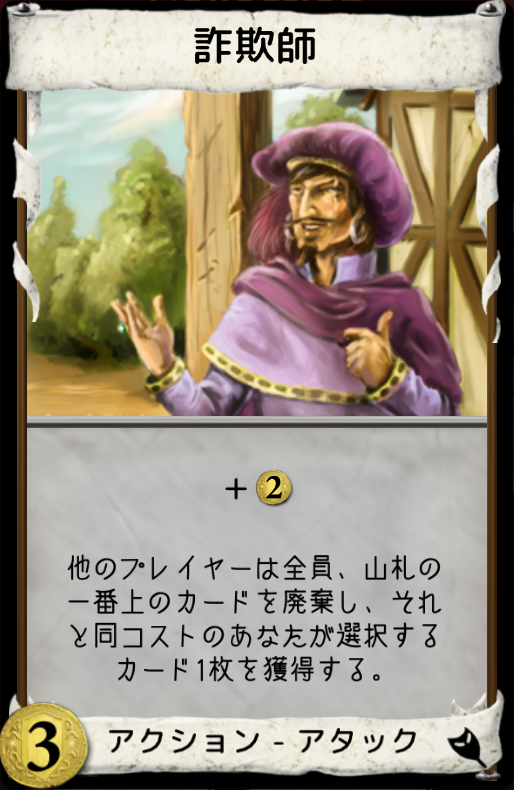 詐欺師
+ 2
他のプレイヤーは全員、山札の
一番上のカードを廃棄し、それ
と同コストのあなたが選択する
カード1枚を獲得する。
3 アクション - アタック